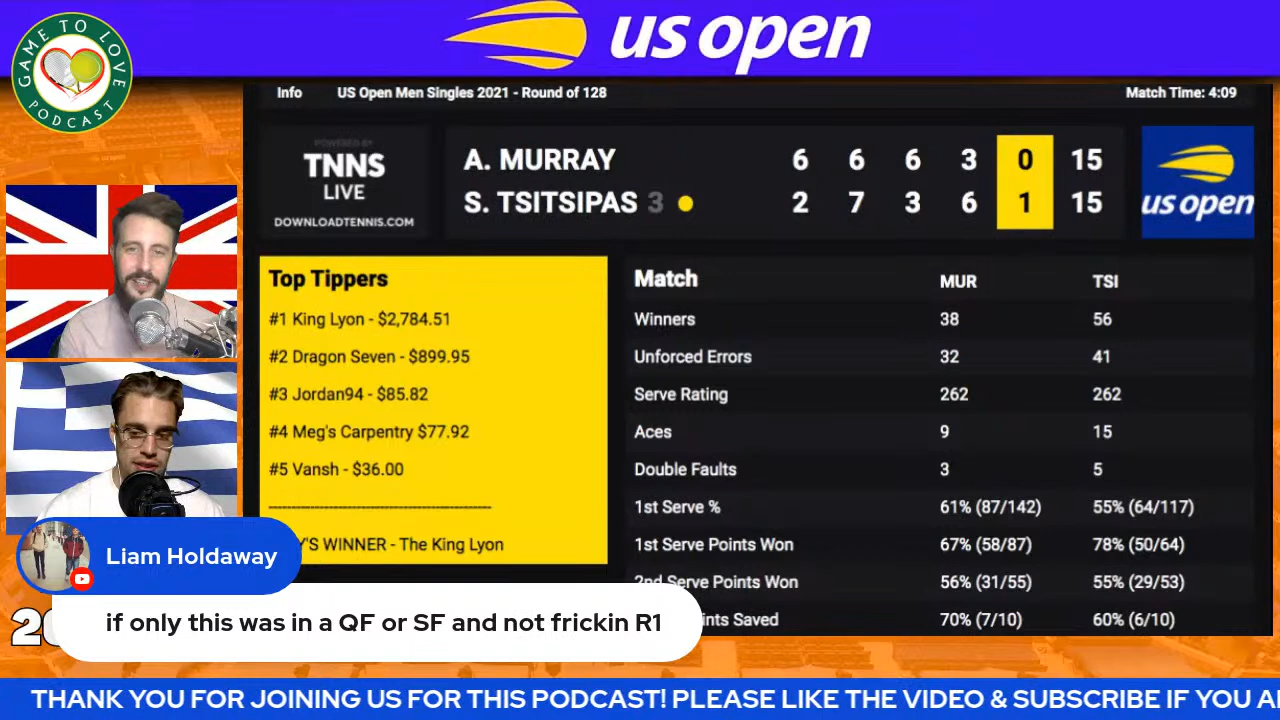 GAME TO LOVE PODCAST
us open
Info US Open Men Singles 2021 - Round of 128 Match Time: 4:09
POWERED BY
TNNS
LIVE
DOWNLOADTENNIS.COM
A. MURRAY 6 6 6 3 0 15
S. TSITSIPAS 3 2 7 3 6 1 15
us open
Top Tippers
#1 King Lyon - $2,784.51
#2 Dragon Seven - $899.95
#3 Jordan94 - $85.82
#4 Meg's Carpentry $77.92
#5 Vansh - $36.00
Y'S WINNER - The King Lyon
Match MUR TSI
Winners 38 56
Unforced Errors 32 41
Serve Rating 262 262
Aces 9 15
Double Faults 3 5
1st Serve % 61% (87/142) 55% (64/117)
1st Serve Points Won 67% (58/87) 78% (50/64)
2nd Serve Points Won 56% (31/55) 55% (29/53)
Saved 70% (7/10) 60% (6/10)
Liam Holdaway
if only this was in a QF or SF and not frickin R1
THANK YOU FOR JOINING US FOR THIS PODCAST! PLEASE LIKE THE VIDEO & SUBSCRIBE IF YOU